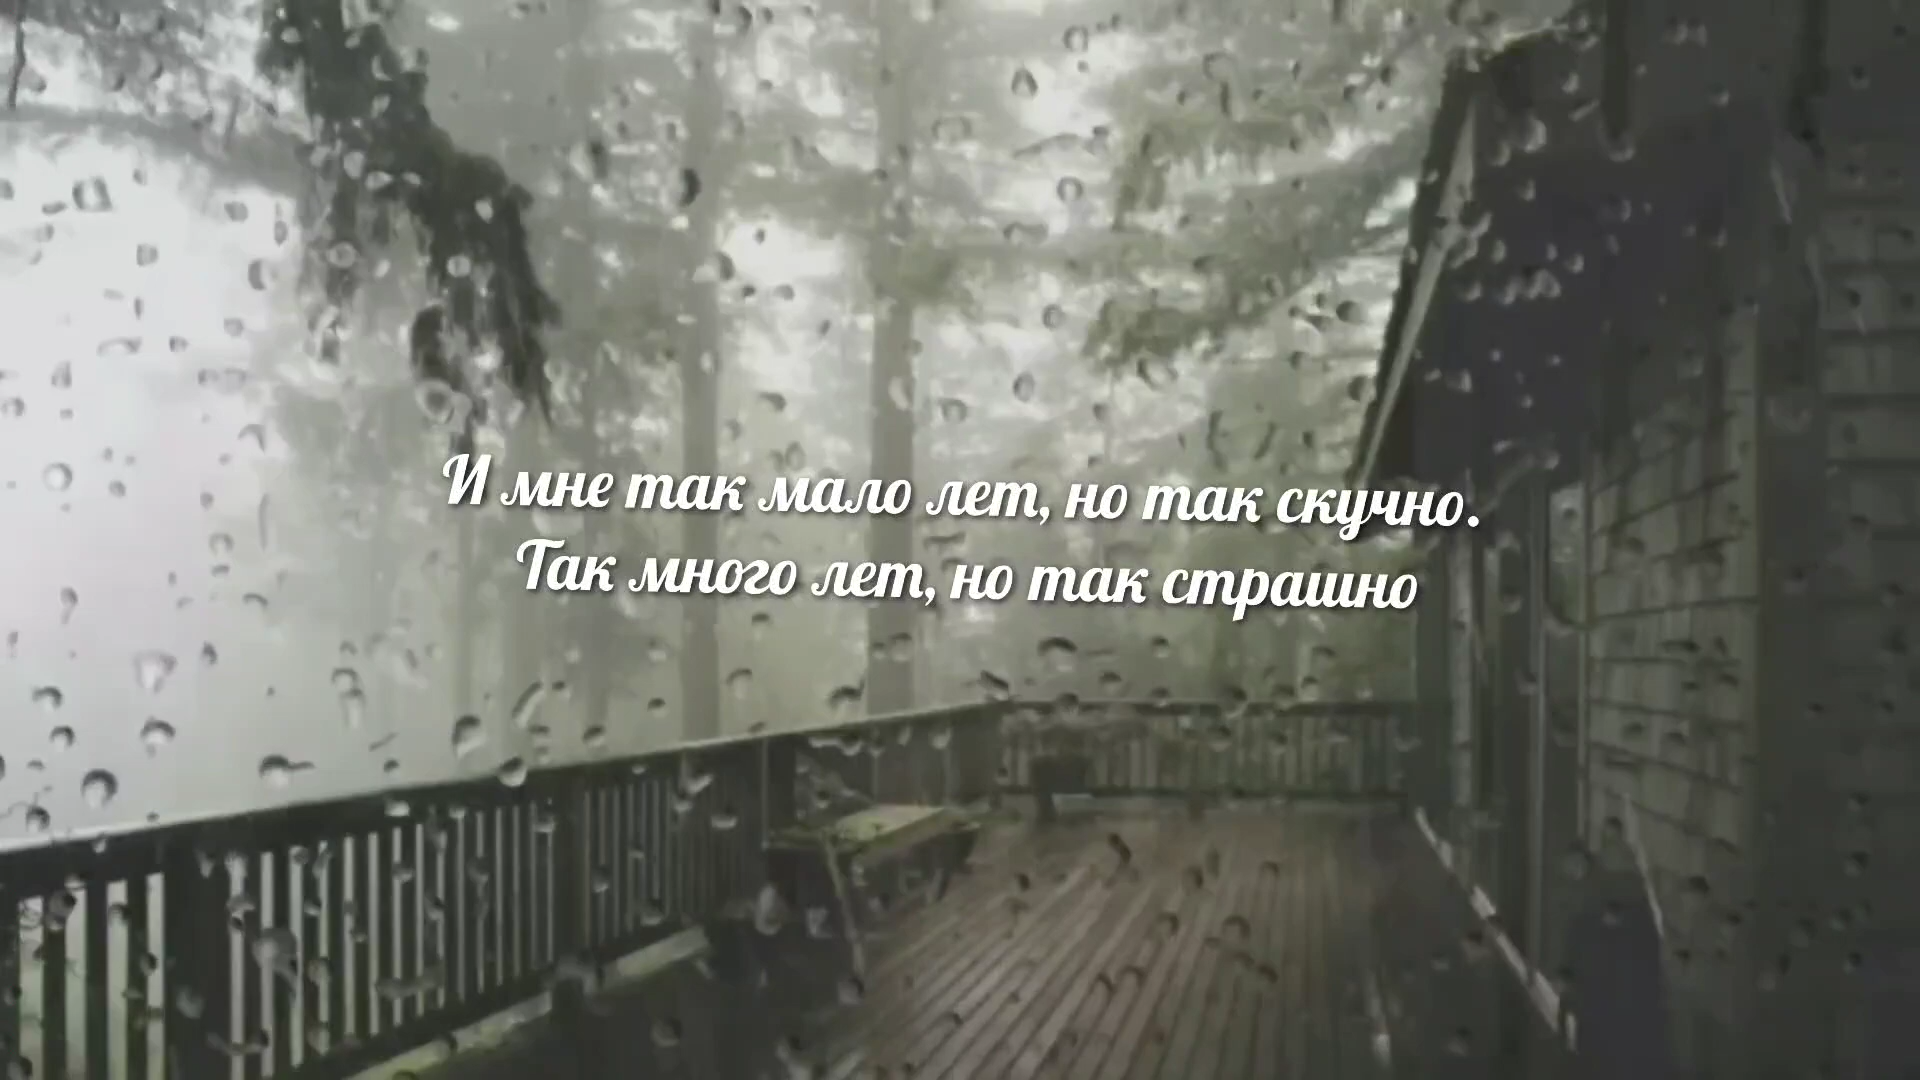 И мне так мало лет, но так скучно.
Так много лет, но так страшно